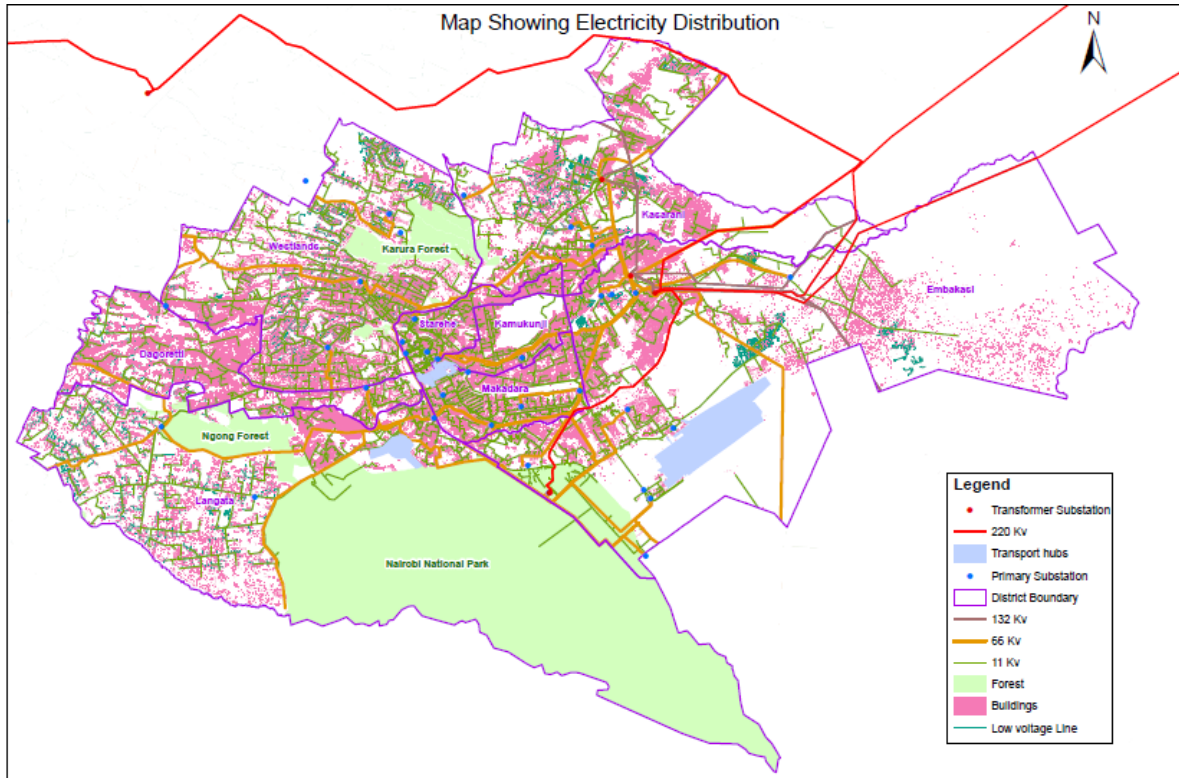 Map Showing Electricity Distribution
N
Kasarani
Westlands
Karura Forest
Embakasi
Starehe
Kamukunji
Dagoretti
Makadara
Ngong Forest
Langata
Nairobi National Park
Legend
Transformer Substation
220 Kv
Transport hubs
Primary Substation
District Boundary
132 Kv
66 Kv
11 Kv
Forest
Buildings
Low voltage Line